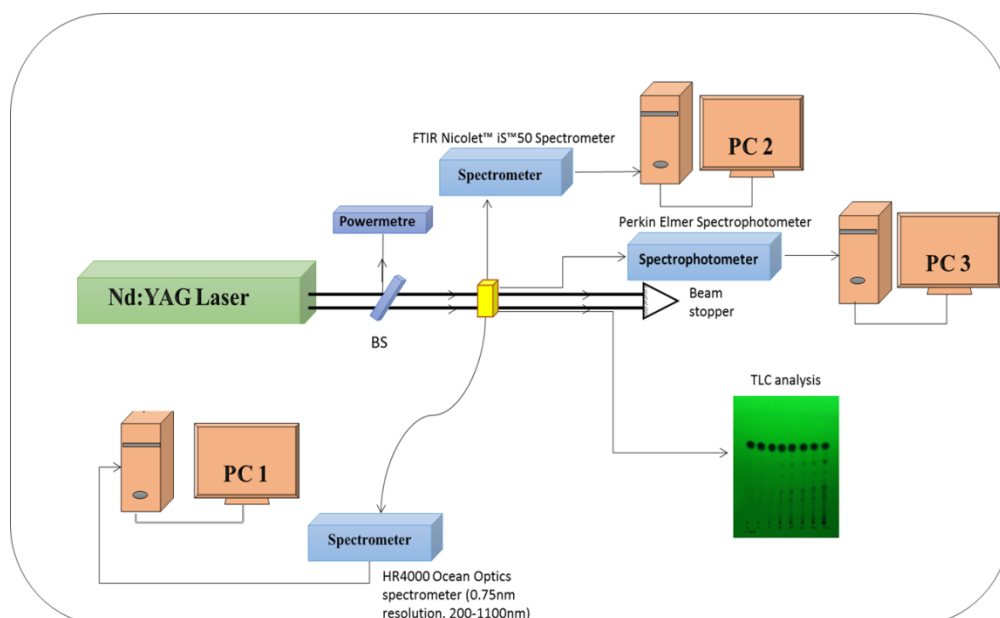 FTIR Nicolet™ iS™50 Spectrometer
Spectrometer
PC 2
Powermetre
Perkin Elmer Spectrophotometer
Spectrophotometer
PC 3
Nd:YAG Laser
Beam
stopper
BS
TLC analysis
PC 1
Spectrometer
HR4000 Ocean Optics
spectrometer (0.75nm
resolution, 200-1100nm)